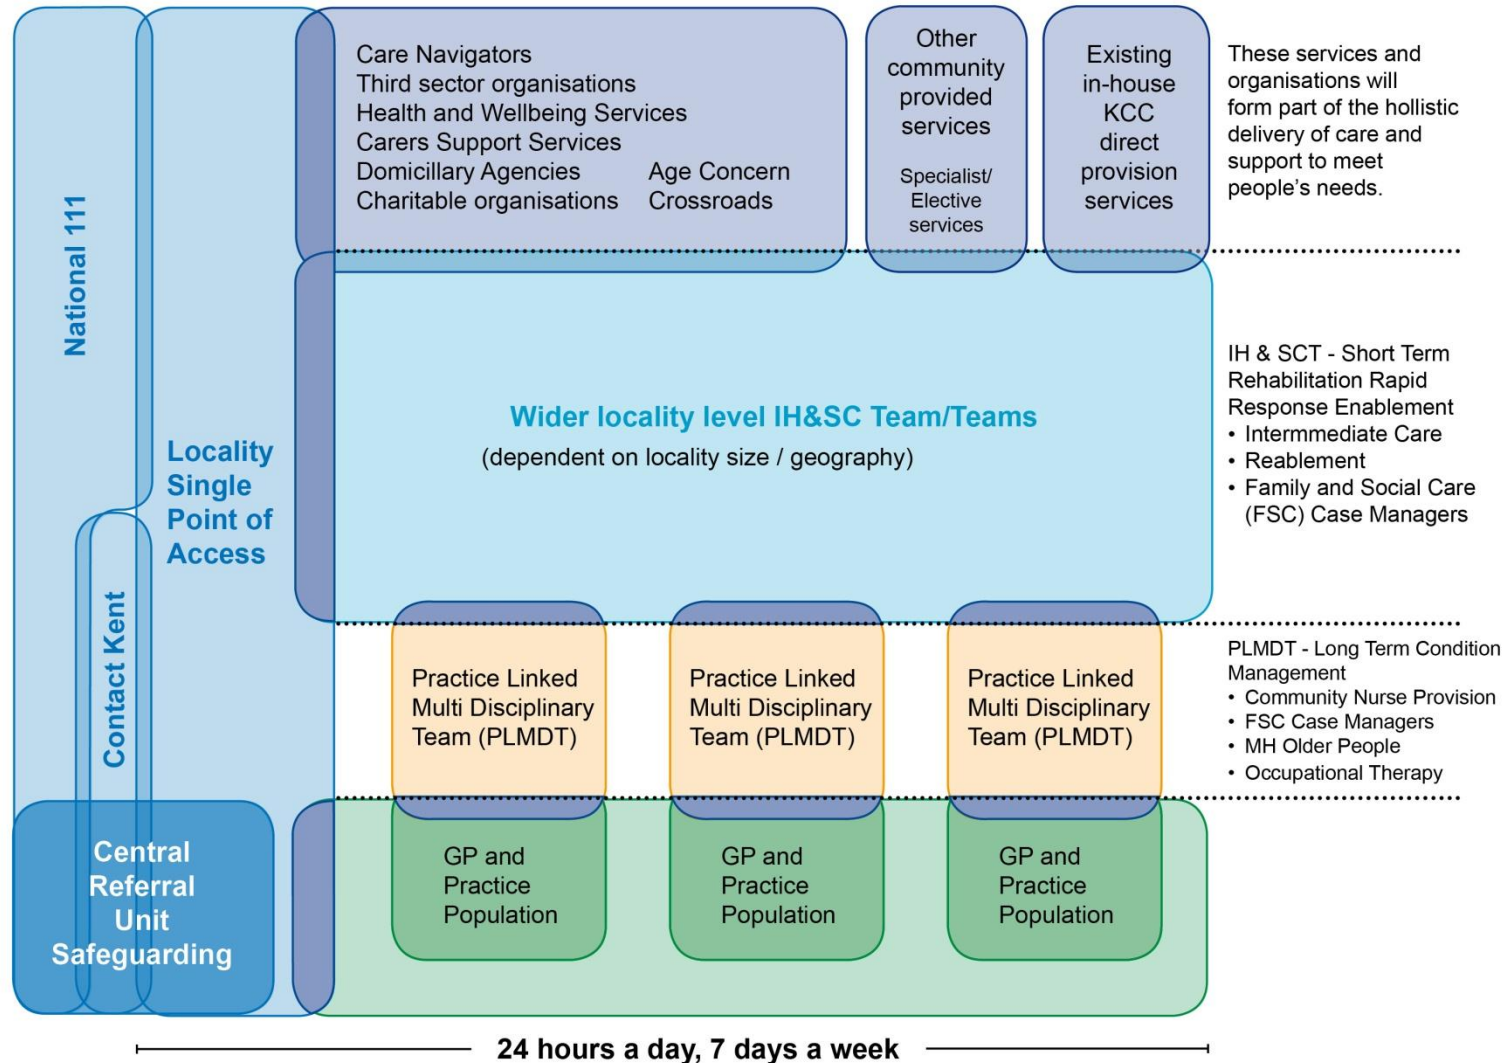 National 111
Contact Kent
Locality
Single
Point of
Access
Central
Referral
Unit
Safeguarding
Care Navigators
Third sector organisations
Health and Wellbeing Services
Carers Support Services
Domicillary Agencies Age Concern
Charitable organisations Crossroads
Other
community
provided
services
Specialist/
Elective
services
Existing
in-house
KCC
direct
provision
services
These services and
organisations will
form part of the hollistic
delivery of care and
support to meet
people's needs.
Wider locality level IH&SC Team/Teams
(dependent on locality size / geography)
IH & SCT - Short Term
Rehabilitation Rapid
Response Enablement
• Intermmediate Care
• Reablement
• Family and Social Care
(FSC) Case Managers
Practice Linked
Multi Disciplinary
Team (PLMDT)
Practice Linked
Multi Disciplinary
Team (PLMDT)
Practice Linked
Multi Disciplinary
Team (PLMDT)
PLMDT - Long Term Condition
Management
• Community Nurse Provision
• FSC Case Managers
• MH Older People
• Occupational Therapy
GP and
Practice
Population
GP and
Practice
Population
GP and
Practice
Population
24 hours a day, 7 days a week